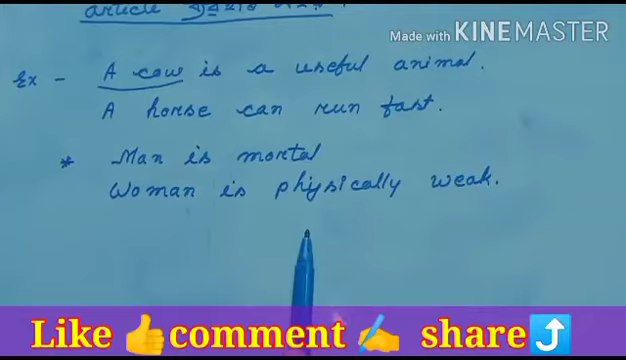 article
Made with KINEMASTER
Ex - A cow is a useful animal.
A horse can run fast.
* Man is mortal
Woman is physically weak.
Like 👍comment ✍️ share⤴️